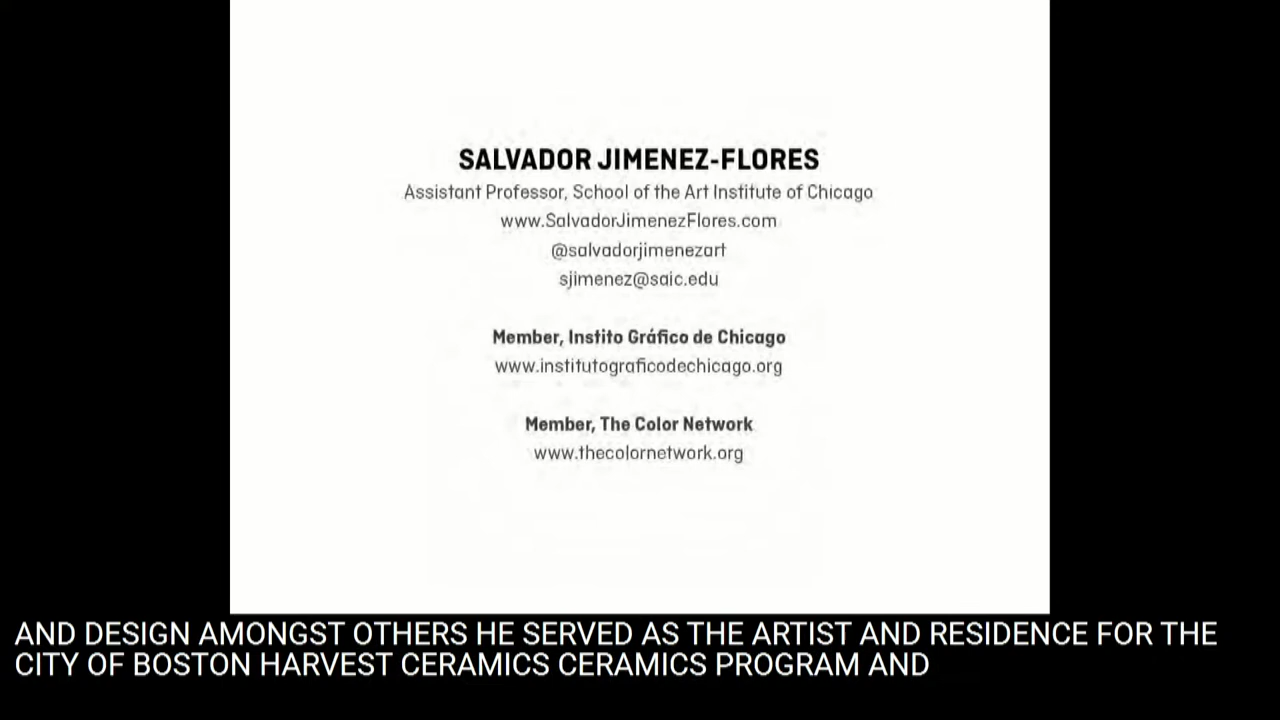 SALVADOR JIMENEZ-FLORES
Assistant Professor, School of the Art Institute of Chicago
www.SalvadorJimenezFlores.com
@salvadorjimenezart
sjimenez@saic.edu
Member, Instito Gráfico de Chicago
www.institutograficodechicago.org
Member, The Color Network
www.thecolornetwork.org
AND DESIGN AMONGST OTHERS HE SERVED AS THE ARTIST AND RESIDENCE FOR THE
CITY OF BOSTON HARVEST CERAMICS CERAMICS PROGRAM AND